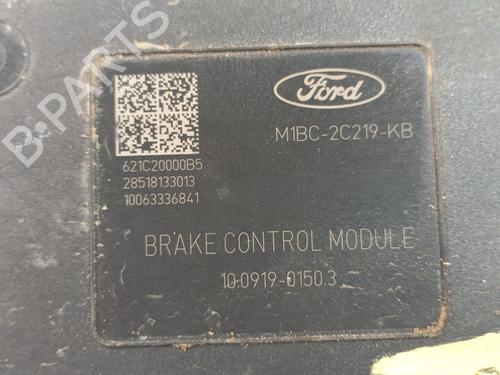 Ford
M1BC-2C219-KB
621C20000B5
28518133013
10063336841
BRAKE CONTROL MODULE
10.0919-0150.3
B-PARTS